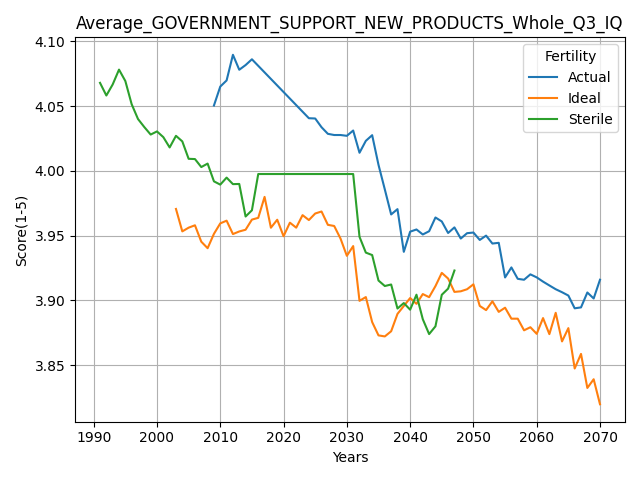 Average_GOVERNMENT_SUPPORT_NEW_PRODUCTS_Whole_Q3_IQ
Fertility
Actual
Ideal
Sterile
Score(1-5)
4.10
4.05
4.00
3.95
3.90
3.85
1990 2000 2010 2020 2030 2040 2050 2060 2070
Years